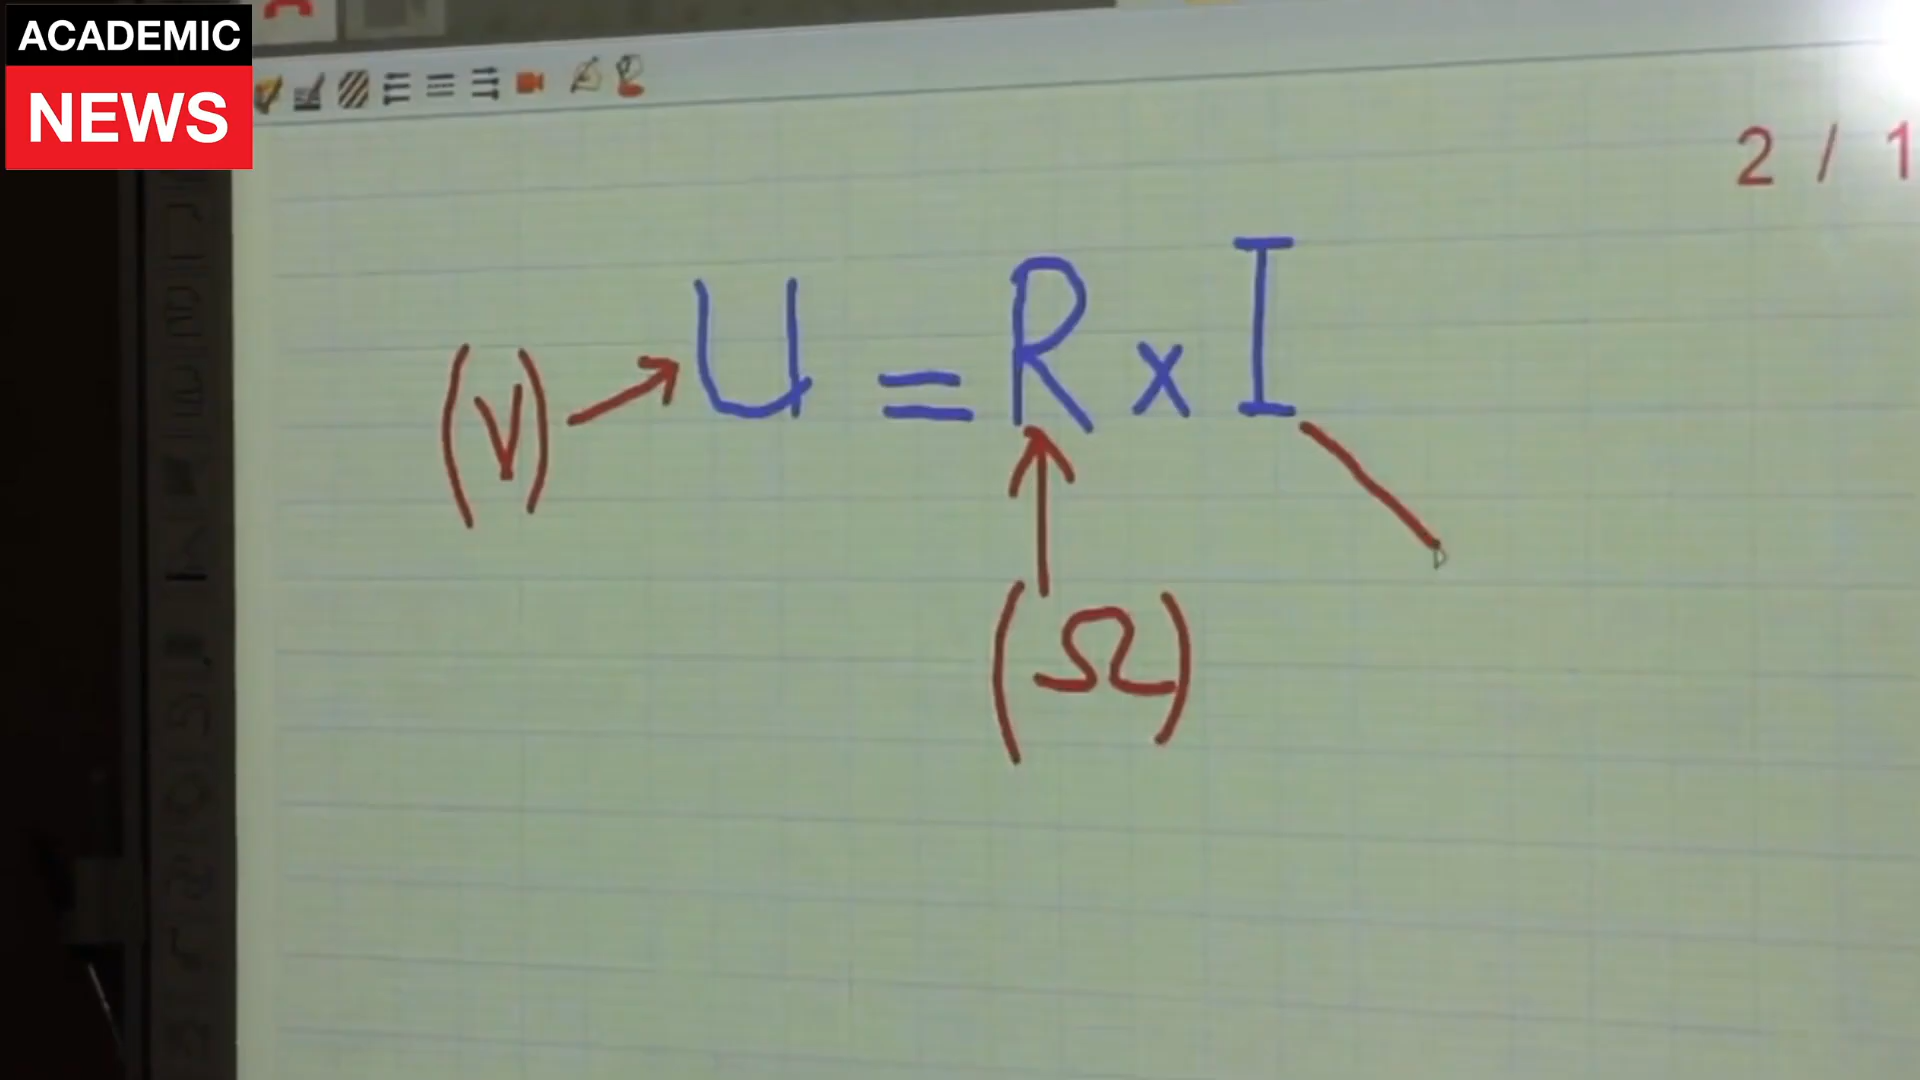 ACADEMIC
NEWS
2 / 1
U = R x I
(V)
(Ω)